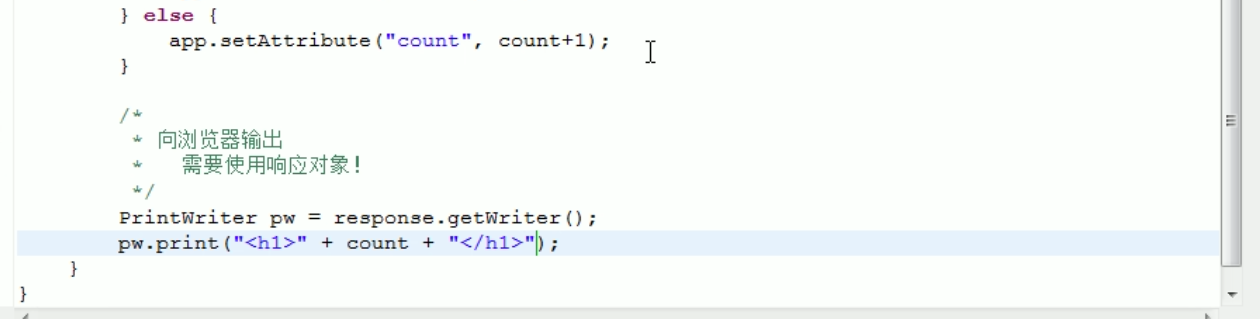 } else {
app.setAttribute("count", count+1);
}
/*
* 向浏览器输出
* 需要使用响应对象!
*/
PrintWriter pw = response.getWriter();
pw.print("<h1>" + count + "</h1>");
}
}